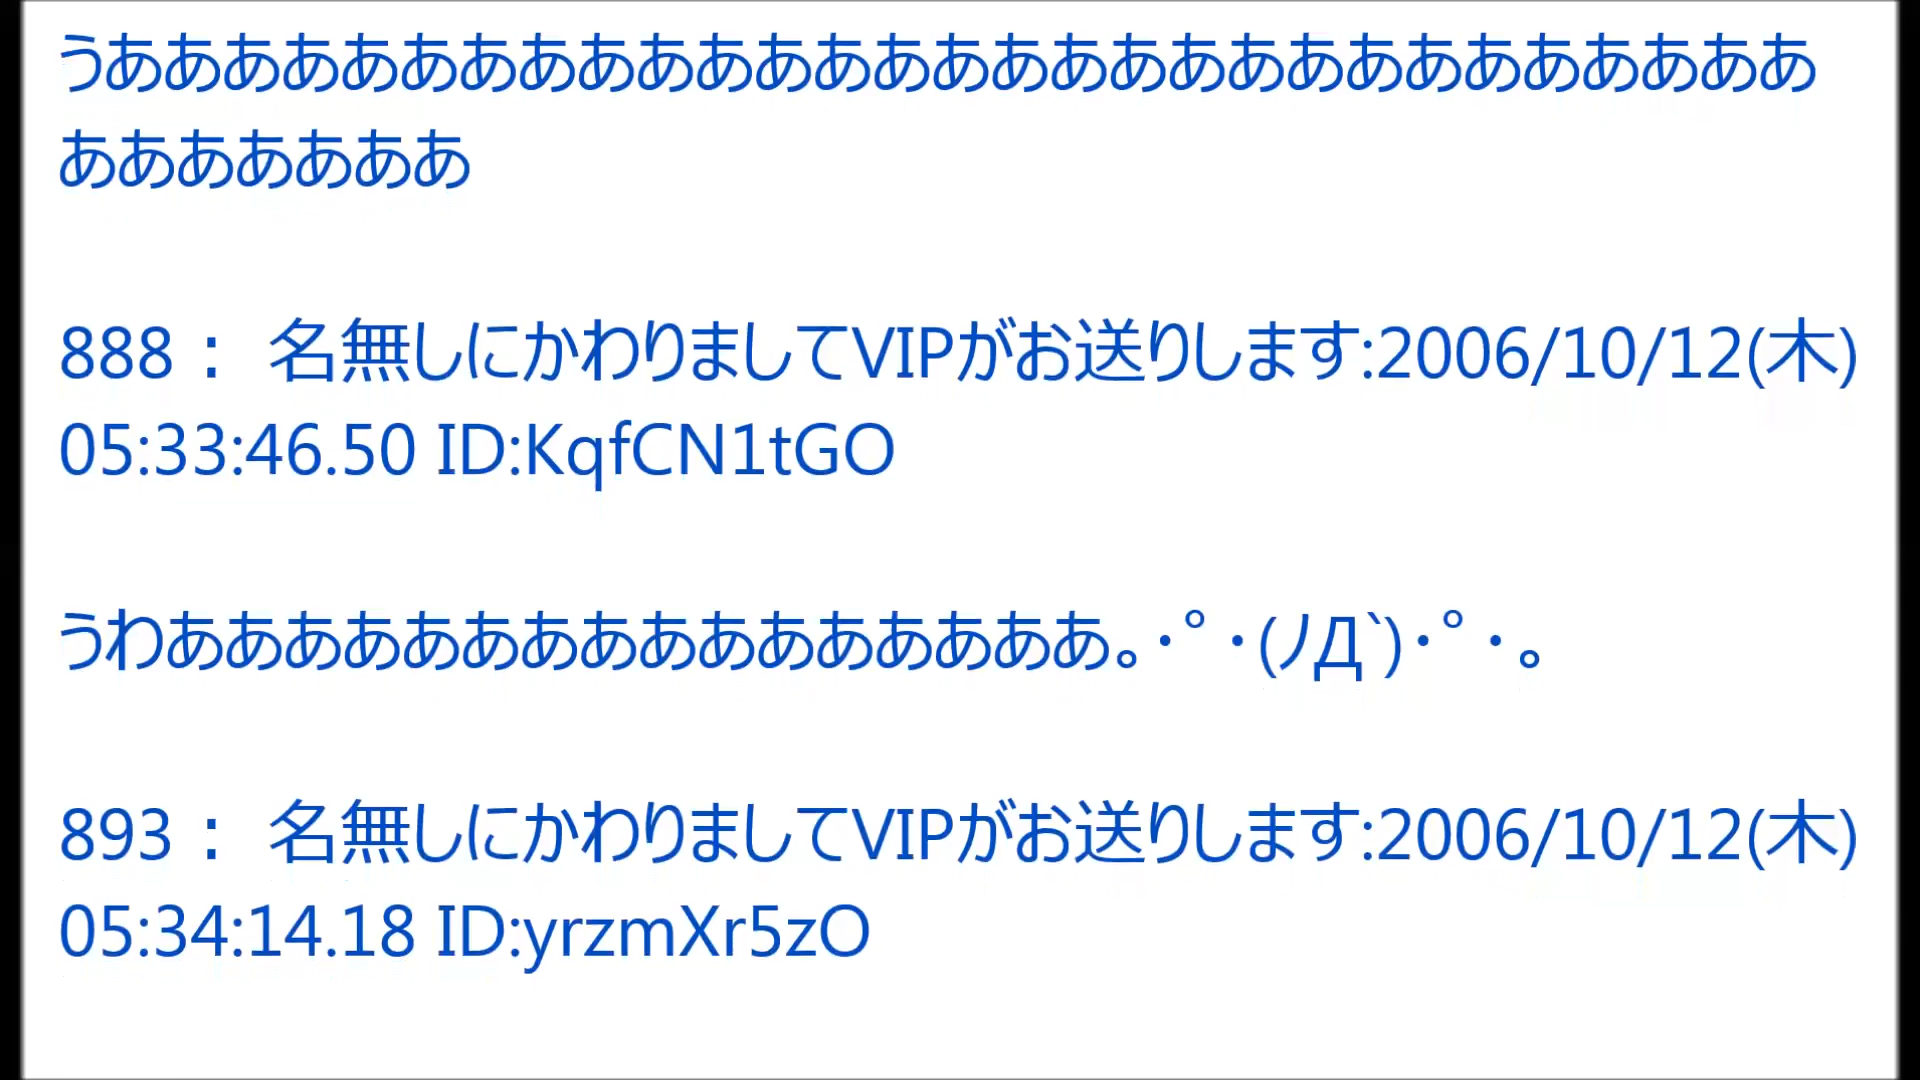 うあああああああああああああああああああああああああああああ
あああああああ
888 : 名無しにかわりましてVIPがお送りします:2006/10/12(木)
05:33:46.50 ID:KqfCN1tGO
うわああああああああああああああああ。･ﾟ･(ﾉД`)･ﾟ･。
893 : 名無しにかわりましてVIPがお送りします:2006/10/12(木)
05:34:14.18 ID:yrzmXr5zO